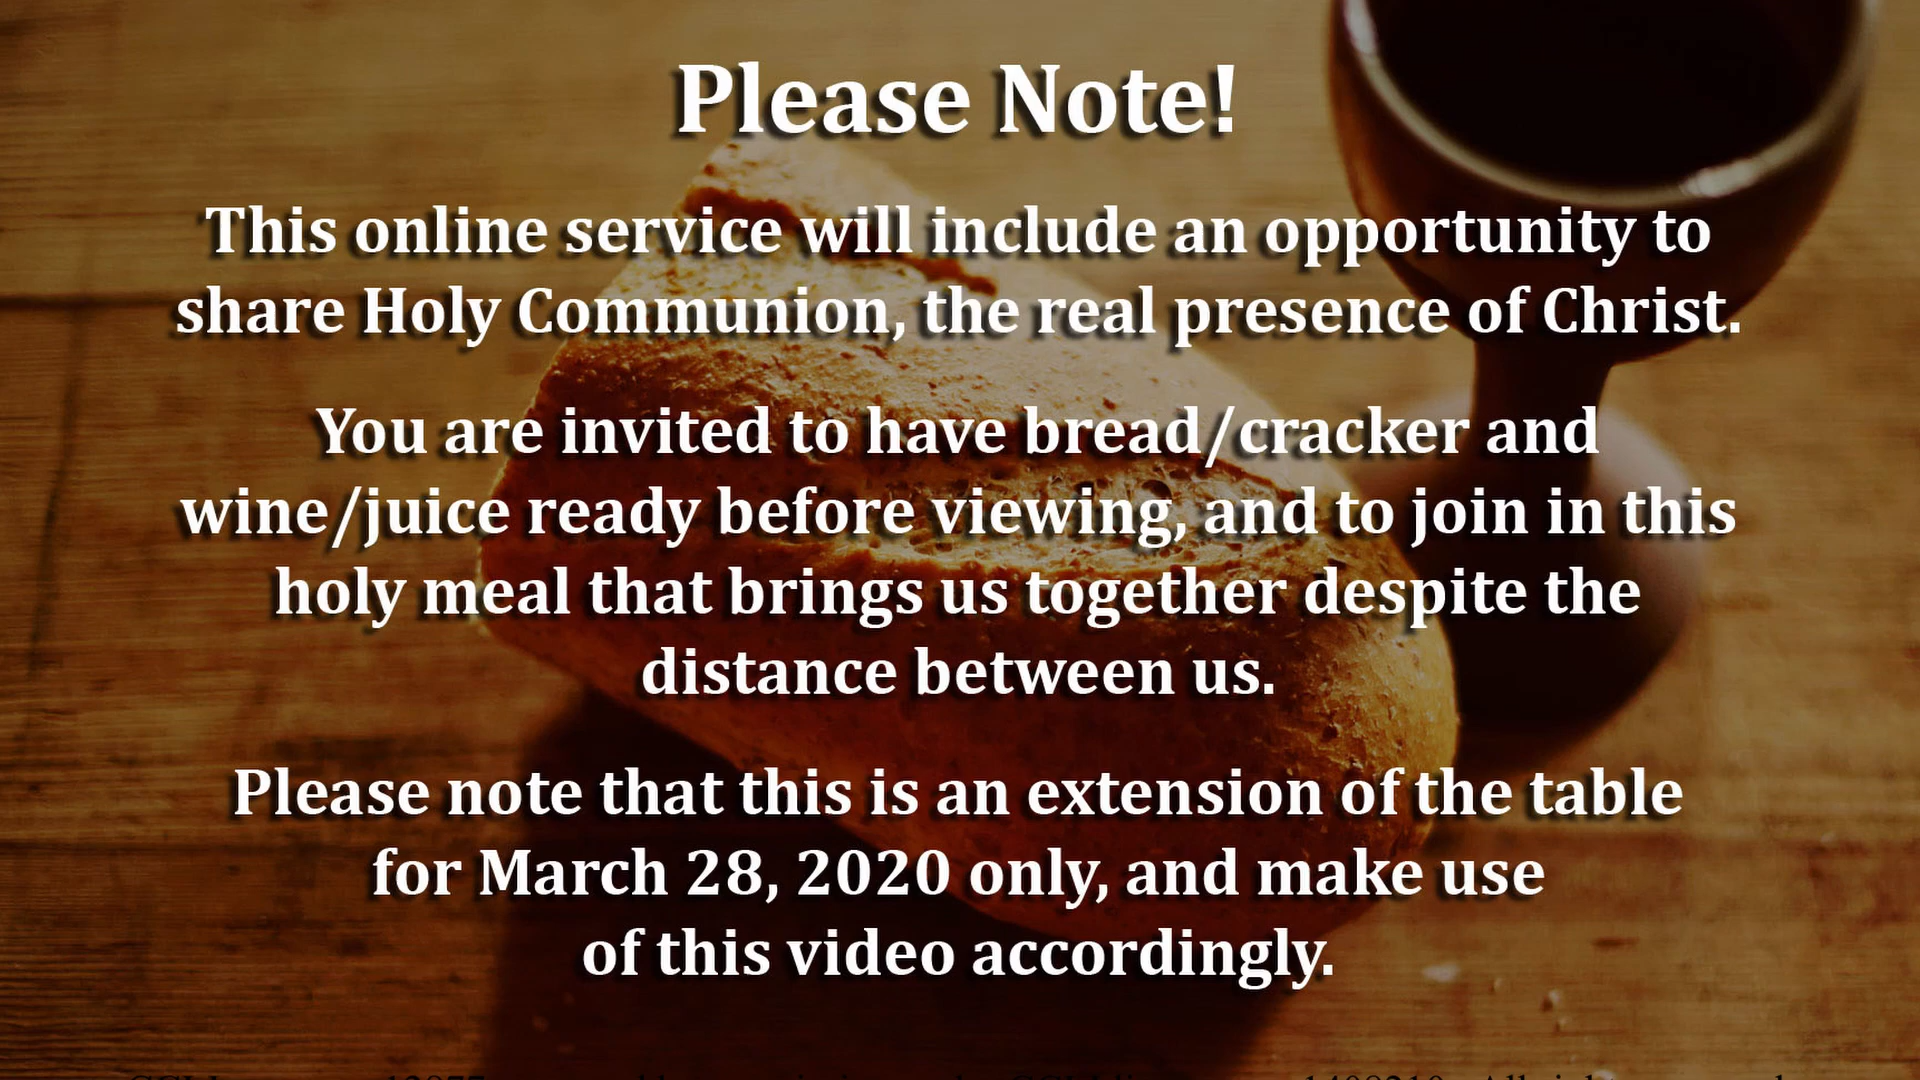 Please Note!
This online service will include an opportunity to
share Holy Communion, the real presence of Christ.
You are invited to have bread/cracker and
wine/juice ready before viewing, and to join in this
holy meal that brings us together despite the
distance between us.
Please note that this is an extension of the table
for March 28, 2020 only, and make use
of this video accordingly.